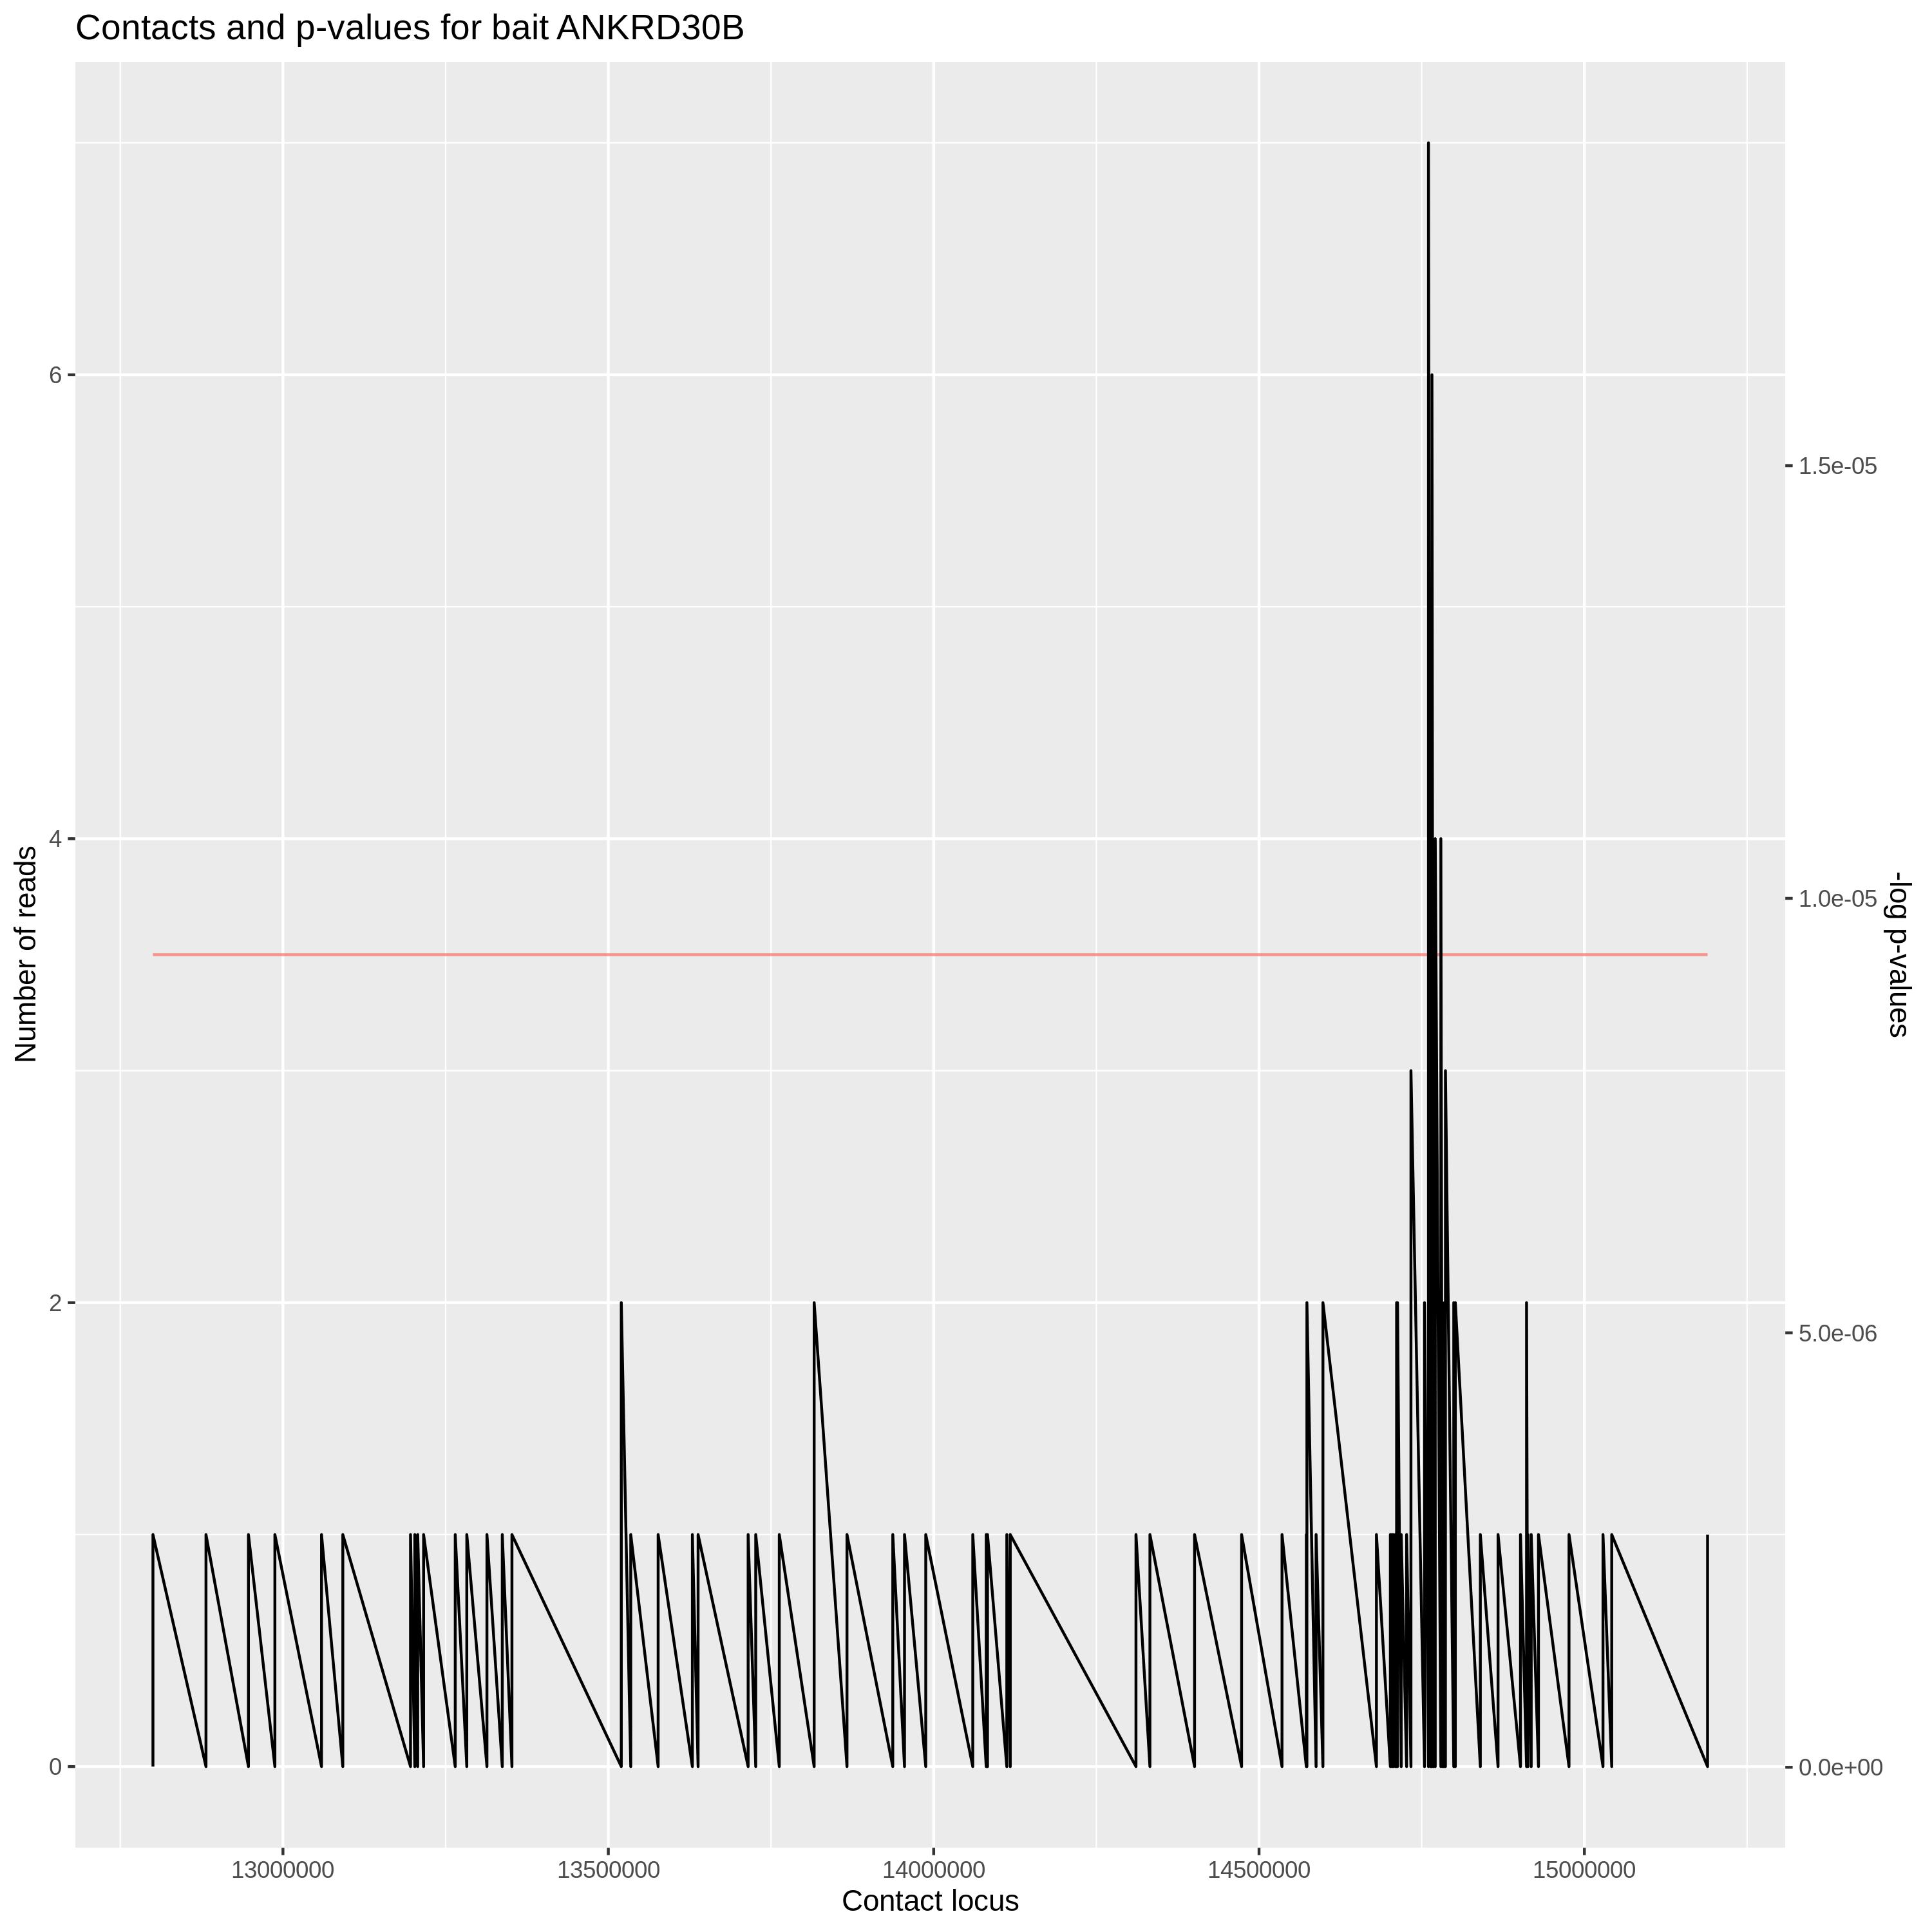 Contacts and p-values for bait ANKRD30B
6
4
2
0
Number of reads
1.5e-05
1.0e-05
5.0e-06
0.0e+00
-log p-values
13000000 13500000 14000000 14500000 15000000
Contact locus